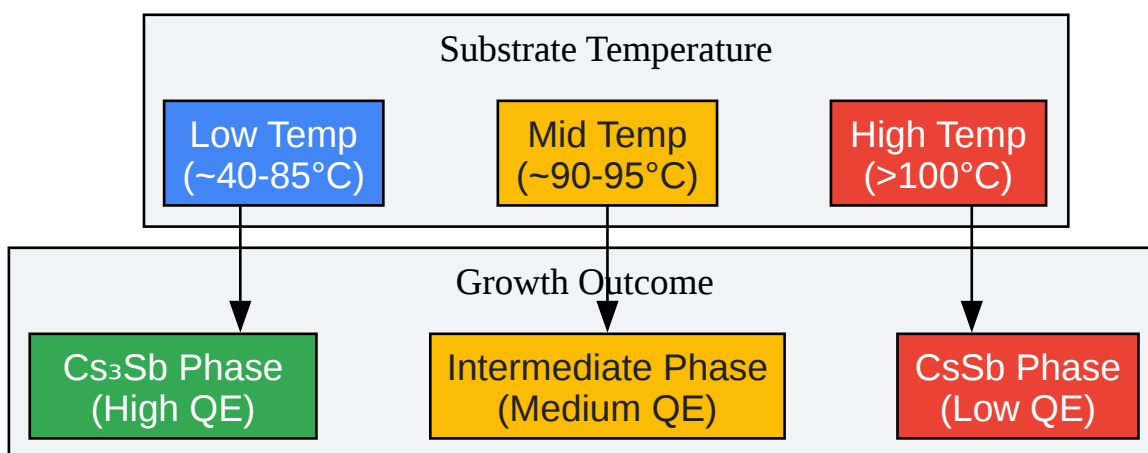 Substrate Temperature
Low Temp
(~40-85°C)
Mid Temp
(~90-95°C)
High Temp
(>100°C)
Growth Outcome
Cs₃Sb Phase
(High QE)
Intermediate Phase
(Medium QE)
CsSb Phase
(Low QE)